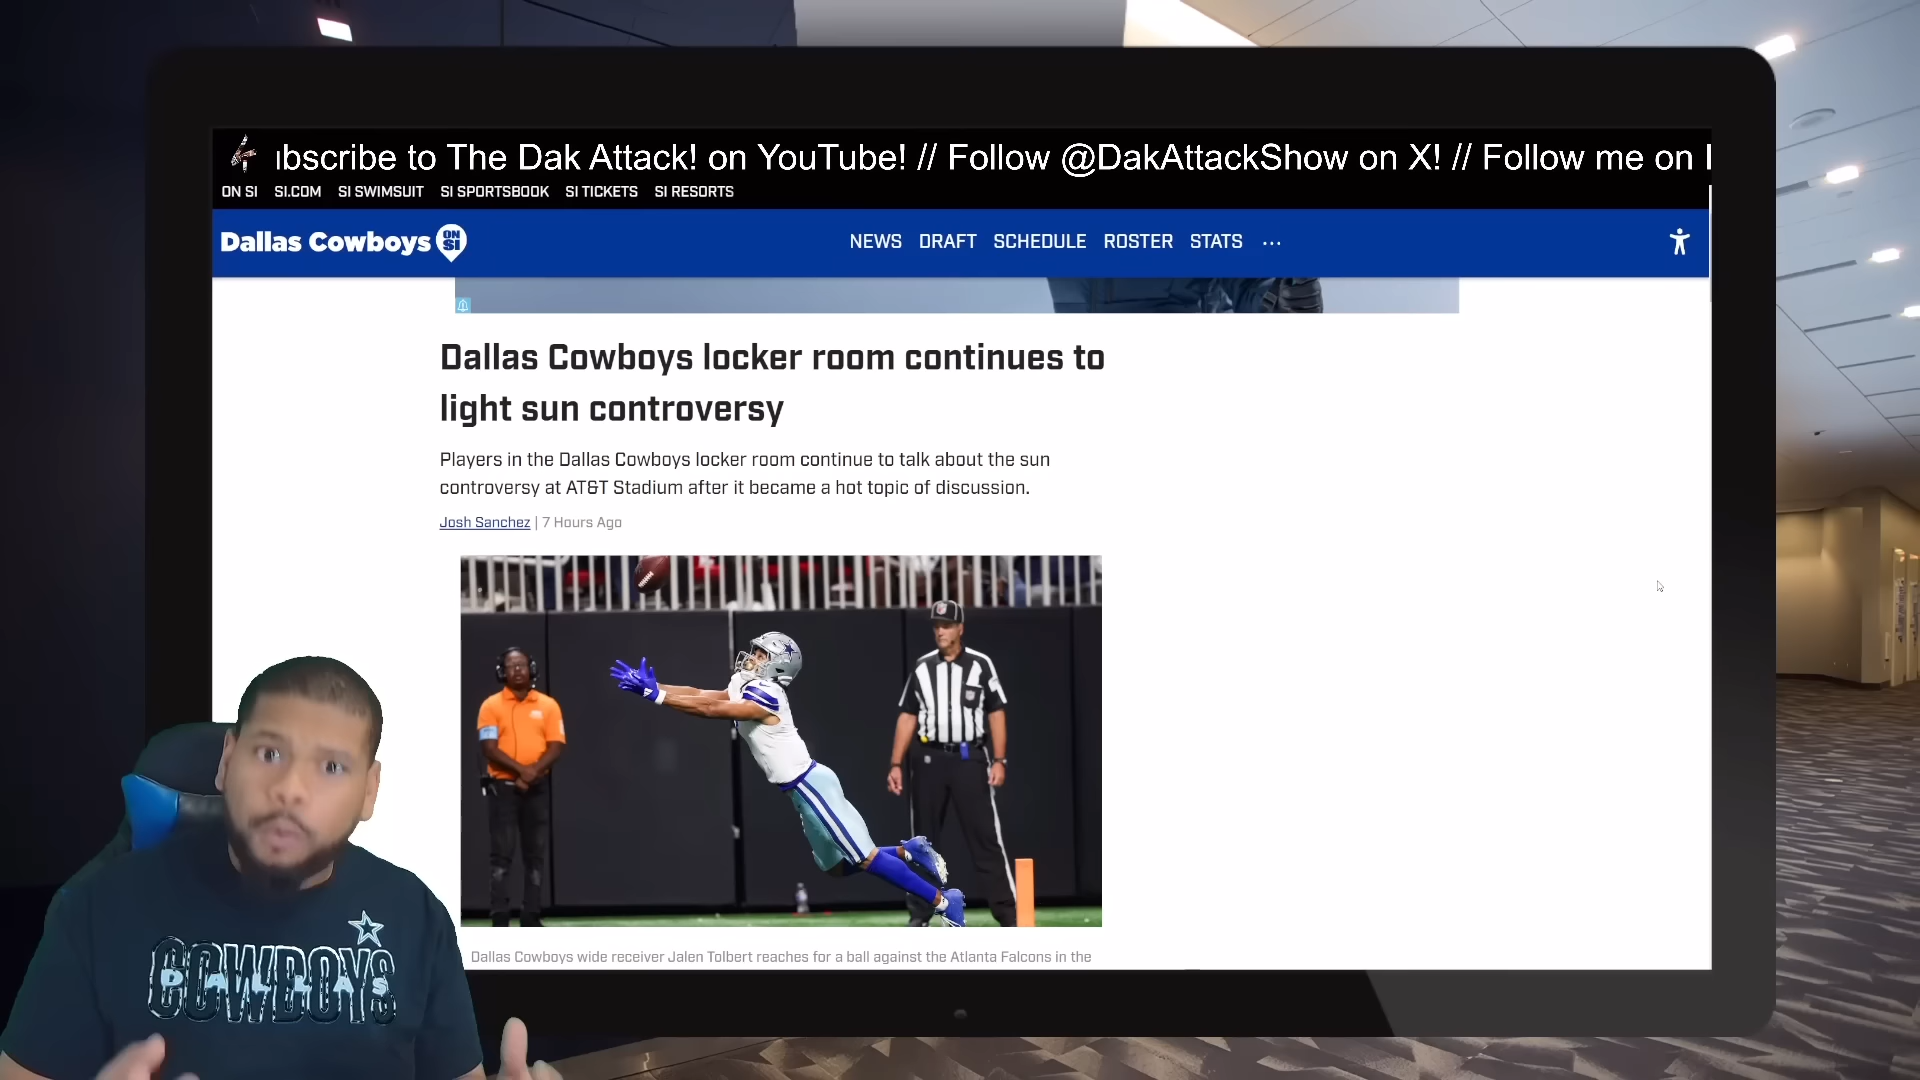 ubscribe to The Dak Attack! on YouTube! // Follow @DakAttackShow on X! // Follow me on
ON SI SI.COM SI SWIMSUIT SI SPORTSBOOK SI TICKETS SI RESORTS
Dallas Cowboys ON SI NEWS DRAFT SCHEDULE ROSTER STATS ...
Dallas Cowboys locker room continues to
light sun controversy
Players in the Dallas Cowboys locker room continue to talk about the sun
controversy at AT&T Stadium after it became a hot topic of discussion.
Josh Sanchez | 7 Hours Ago
Dallas Cowboys wide receiver Jalen Tolbert reaches for a ball against the Atlanta Falcons in the
COWBOYS
DALLAS